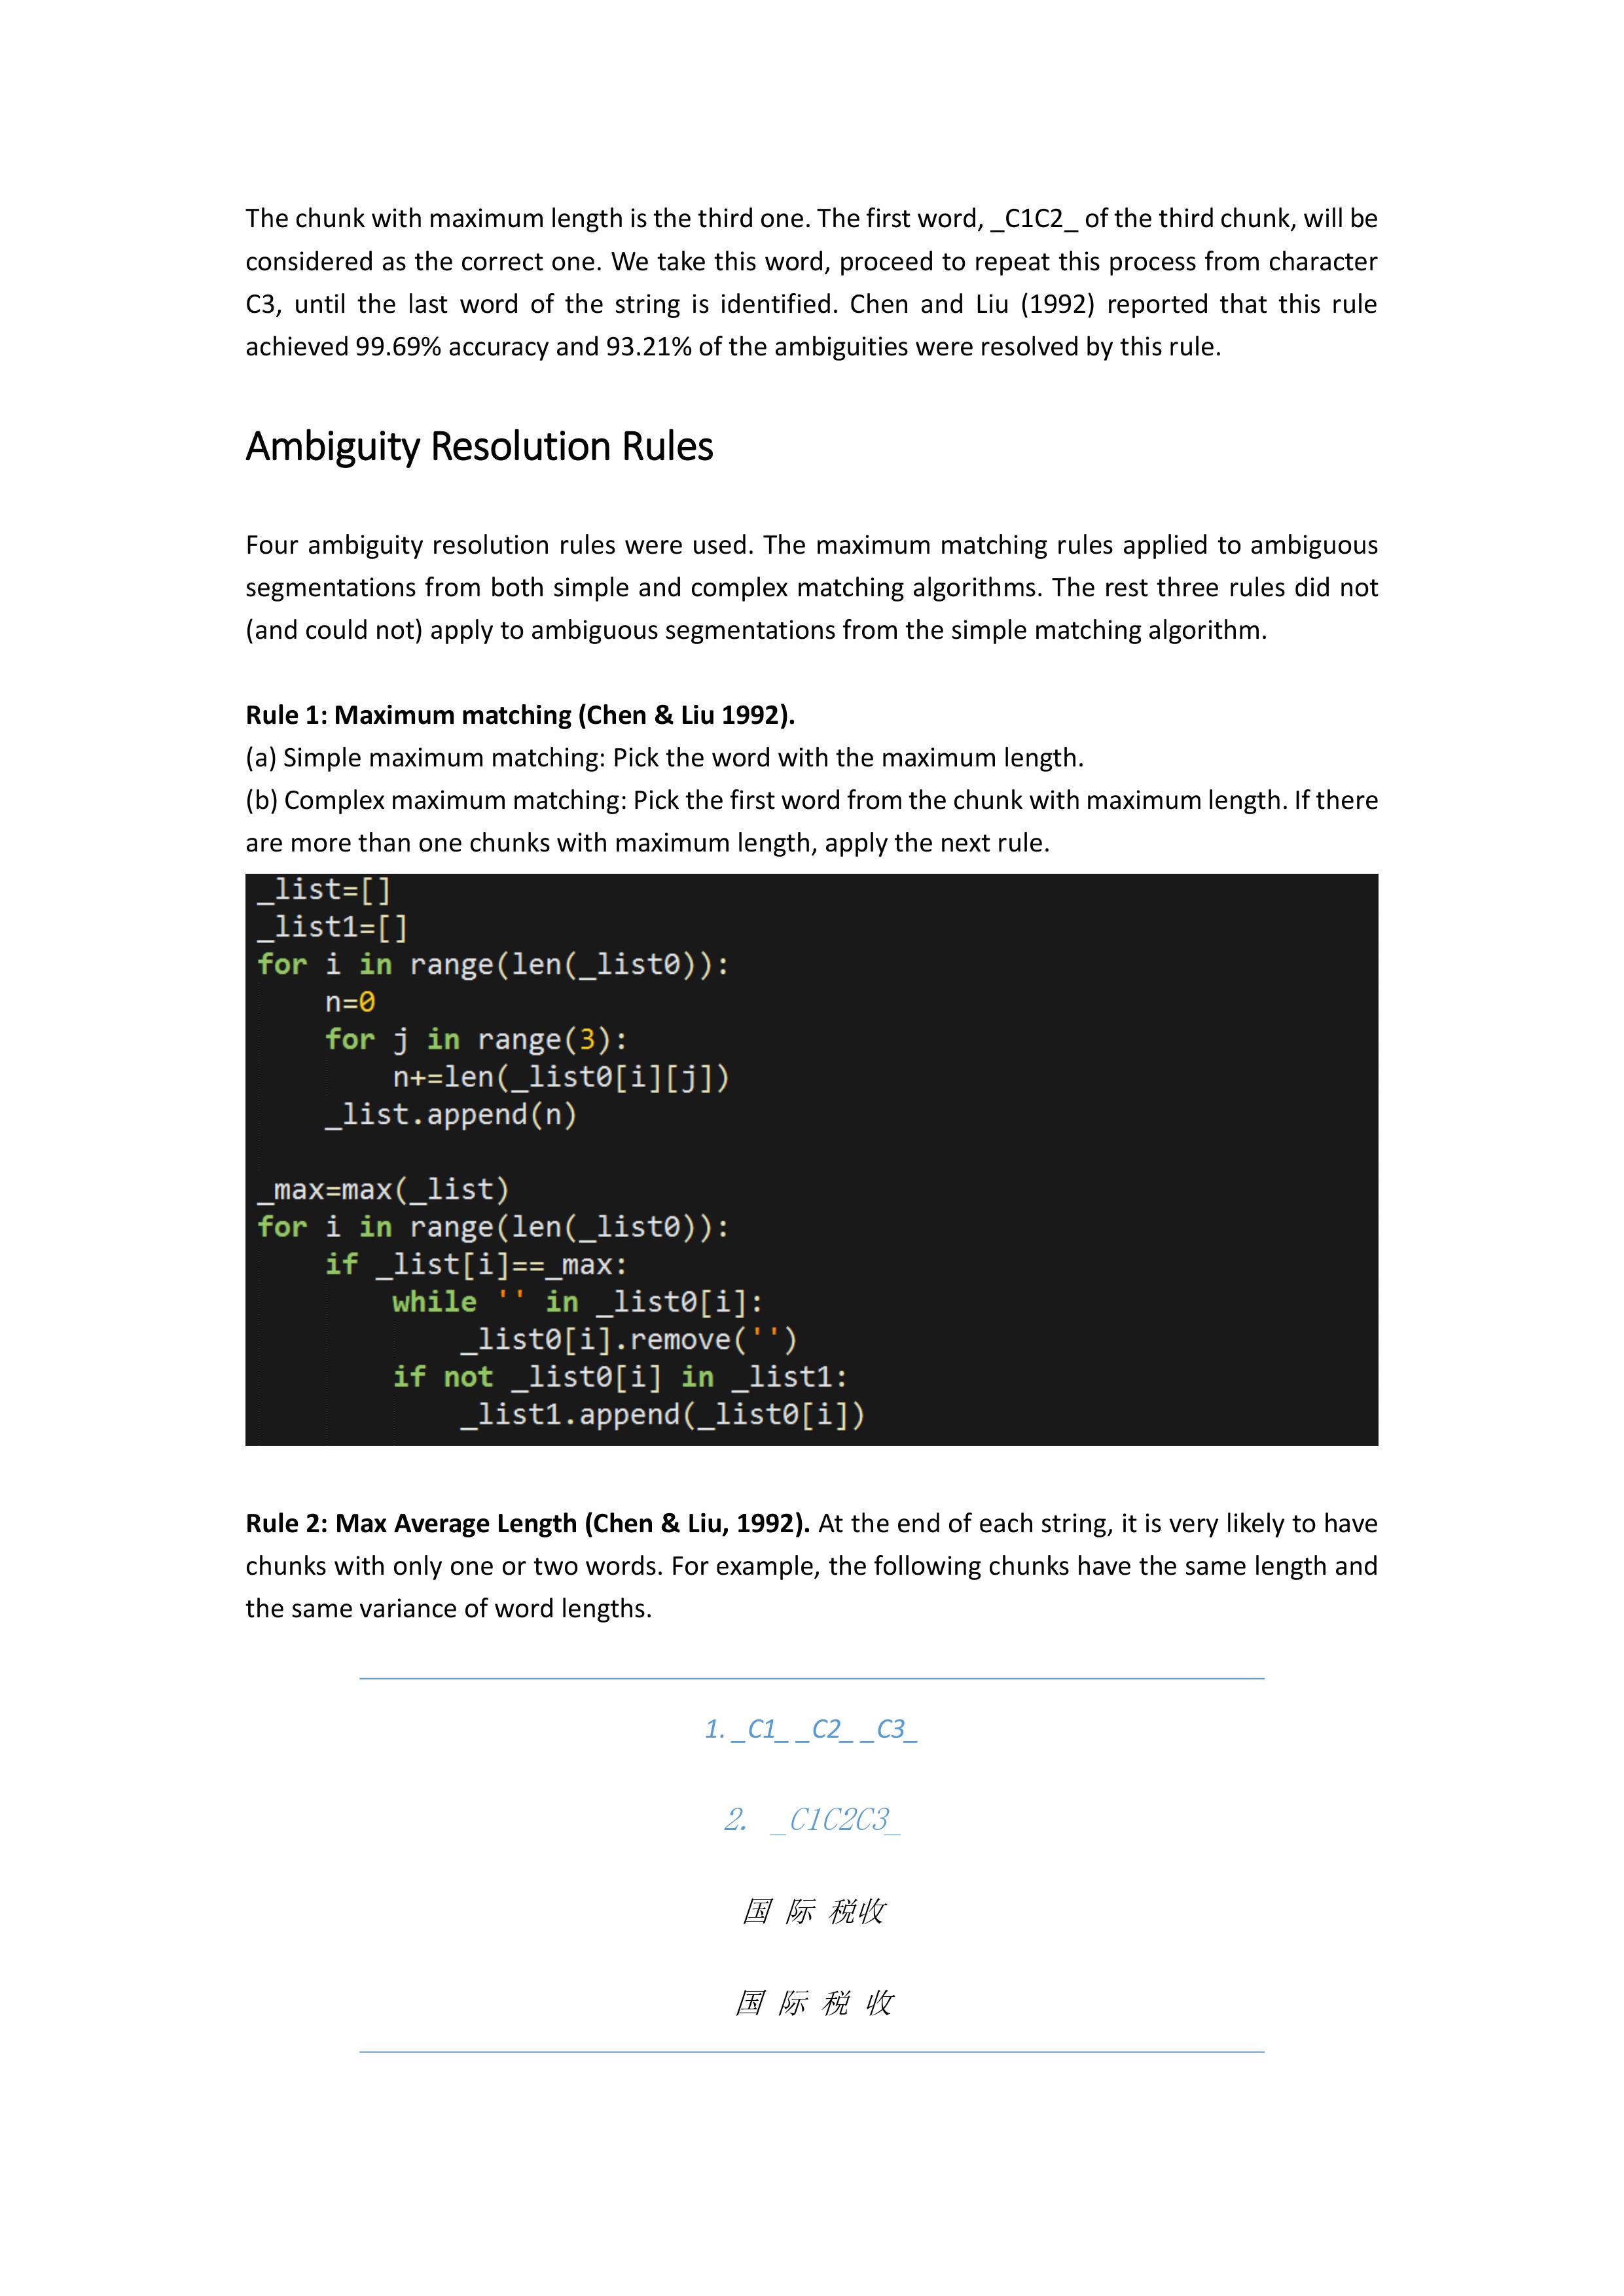 The chunk with maximum length is the third one. The first word, _C1C2_ of the third chunk, will be
considered as the correct one. We take this word, proceed to repeat this process from character
C3, until the last word of the string is identified. Chen and Liu (1992) reported that this rule
achieved 99.69% accuracy and 93.21% of the ambiguities were resolved by this rule.
Ambiguity Resolution Rules
Four ambiguity resolution rules were used. The maximum matching rules applied to ambiguous
segmentations from both simple and complex matching algorithms. The rest three rules did not
(and could not) apply to ambiguous segmentations from the simple matching algorithm.
Rule 1: Maximum matching (Chen & Liu 1992).
(a) Simple maximum matching: Pick the word with the maximum length.
(b) Complex maximum matching: Pick the first word from the chunk with maximum length. If there
are more than one chunks with maximum length, apply the next rule.
_list=[]
_list1=[]
for i in range(len(_list0)):
    n=0
    for j in range(3):
        n+=len(_list0[i][j])
    _list.append(n)
_max=max(_list)
for i in range(len(_list0)):
    if _list[i]==_max:
        while '' in _list0[i]:
            _list0[i].remove('')
        if not _list0[i] in _list1:
            _list1.append(_list0[i])
Rule 2: Max Average Length (Chen & Liu, 1992). At the end of each string, it is very likely to have
chunks with only one or two words. For example, the following chunks have the same length and
the same variance of word lengths.
1. _C1_ _C2_ _C3_
2. _C1C2C3_
国 际 税收
国 际 税 收